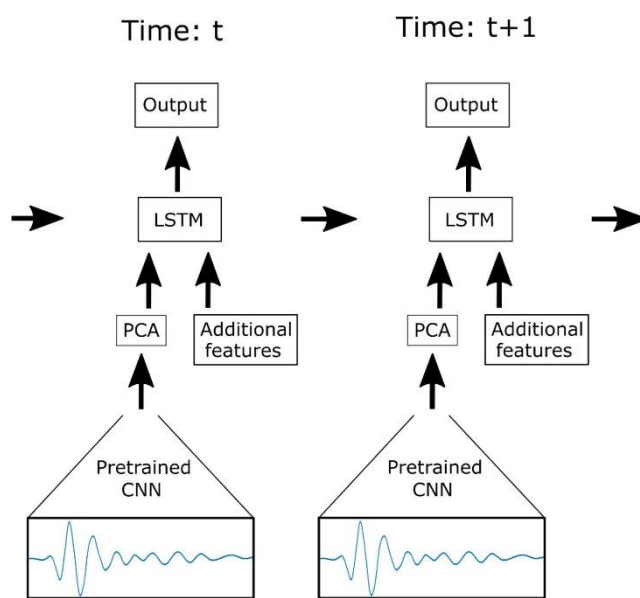 Time: t
Time: t+1
Output
Output
LSTM
LSTM
PCA
Additional
features
PCA
Additional
features
Pretrained
CNN
Pretrained
CNN